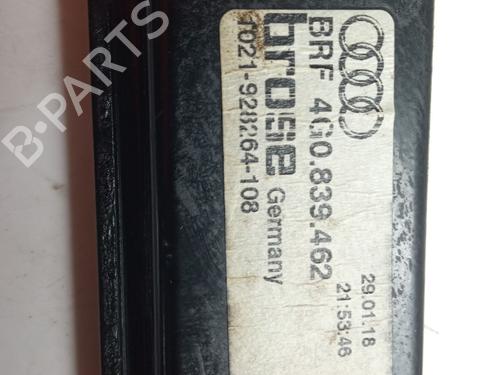 BRF 4G0.839.462
brose Germany
1021-928264-108
29.01.18
21:53:46
B-PARTS